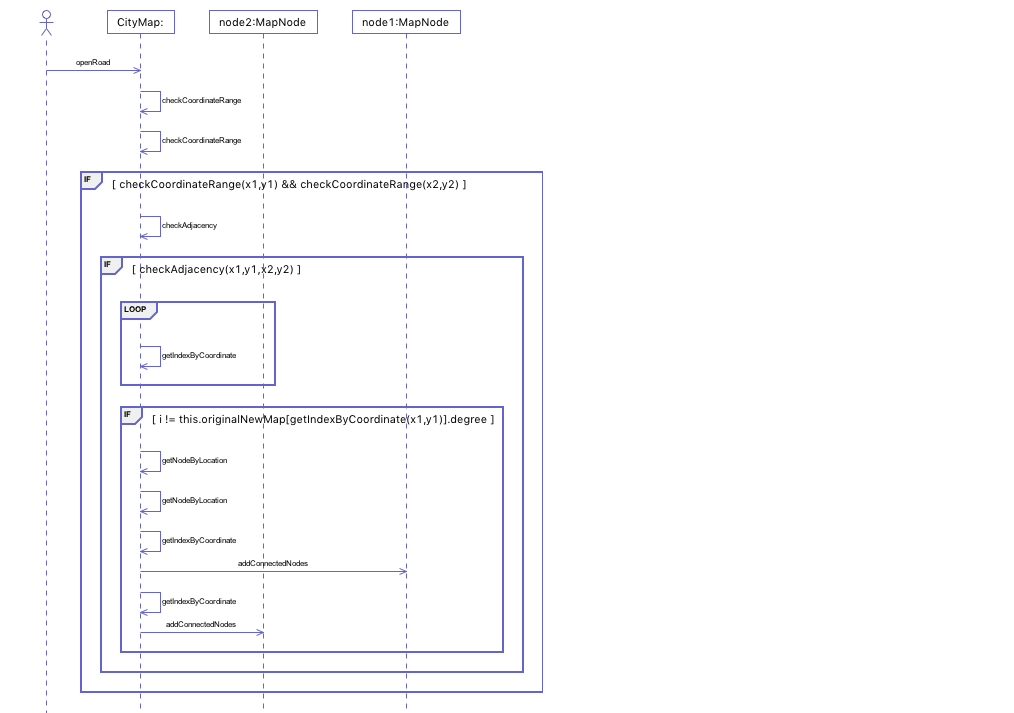 CityMap:
node2:MapNode
node1:MapNode
openRoad
checkCoordinateRange
checkCoordinateRange
IF
[ checkCoordinateRange(x1,y1) && checkCoordinateRange(x2,y2) ]
checkAdjacency
IF
[ checkAdjacency(x1,y1,x2,y2) ]
LOOP
getIndexByCoordinate
IF
[ i != this.originalNewMap[getIndexByCoordinate(x1,y1)].degree ]
getNodeByLocation
getNodeByLocation
getIndexByCoordinate
addConnectedNodes
getIndexByCoordinate
addConnectedNodes